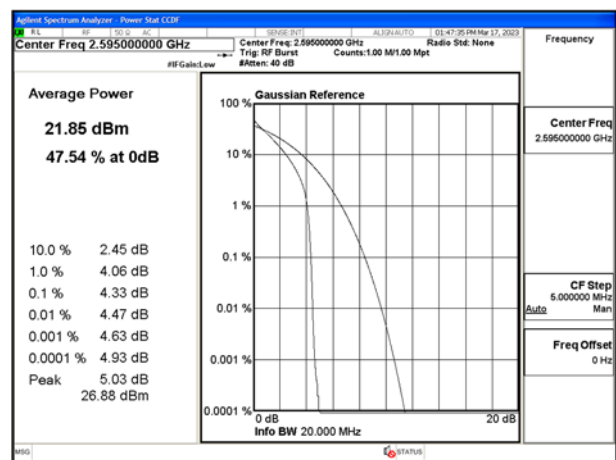 Agilent Spectrum Analyzer - Power Stat CCDF
RL RF 50 Ω AC SENSE:INT ALIGN AUTO 01:47:35 PM Mar 17, 2023
Center Freq 2.595000000 GHz
Center Freq: 2.595000000 GHz Radio Std: None
Trig: RF Burst Counts:1.00 M/1.00 Mpt
#IFGain:Low #Atten: 40 dB
Frequency
Average Power
21.85 dBm
47.54 % at 0dB
10.0 % 2.45 dB
1.0 % 4.06 dB
0.1 % 4.33 dB
0.01 % 4.47 dB
0.001 % 4.63 dB
0.0001 % 4.93 dB
Peak 5.03 dB
26.88 dBm
Gaussian Reference
100 %
10 %
1 %
0.1 %
0.01 %
0.001 %
0.0001 %
0 dB 20 dB
Info BW 20.000 MHz
Center Freq
2.595000000 GHz
CF Step
5.000000 MHz
Auto Man
Freq Offset
0 Hz
MSG STATUS